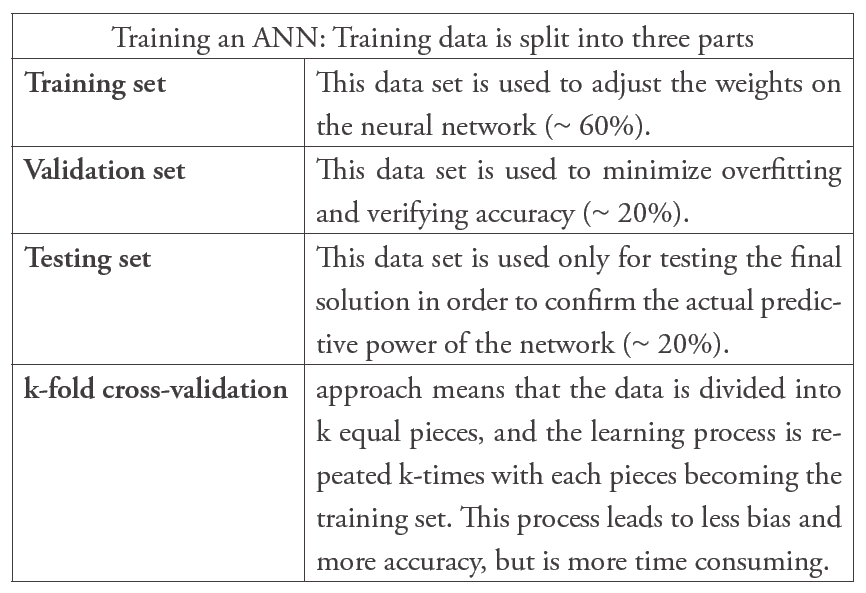 Training an ANN: Training data is split into three parts
Training set
This data set is used to adjust the weights on
the neural network (~ 60%).
Validation set
This data set is used to minimize overfitting
and verifying accuracy (~ 20%).
Testing set
This data set is used only for testing the final
solution in order to confirm the actual predic-
tive power of the network (~ 20%).
k-fold cross-validation
approach means that the data is divided into
k equal pieces, and the learning process is re-
peated k-times with each pieces becoming the
training set. This process leads to less bias and
more accuracy, but is more time consuming.